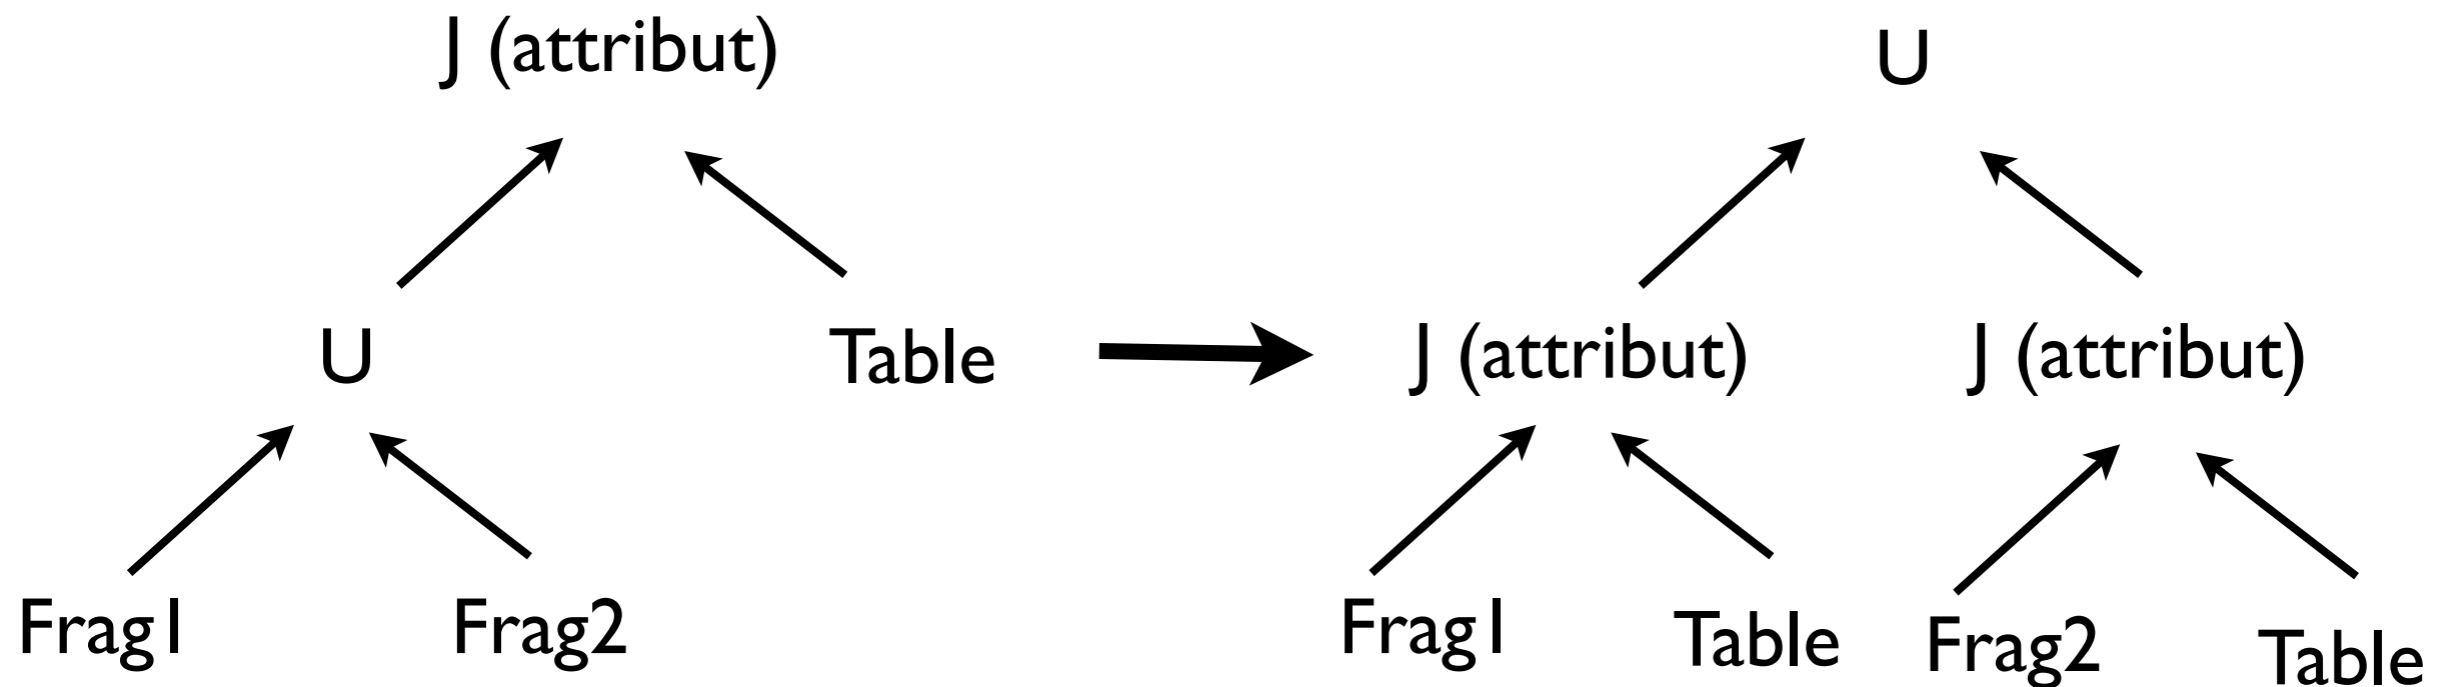 J (attribut)
U
U
Table
J (attribut)
J (attribut)
Frag1
Frag2
Frag1
Table
Frag2
Table